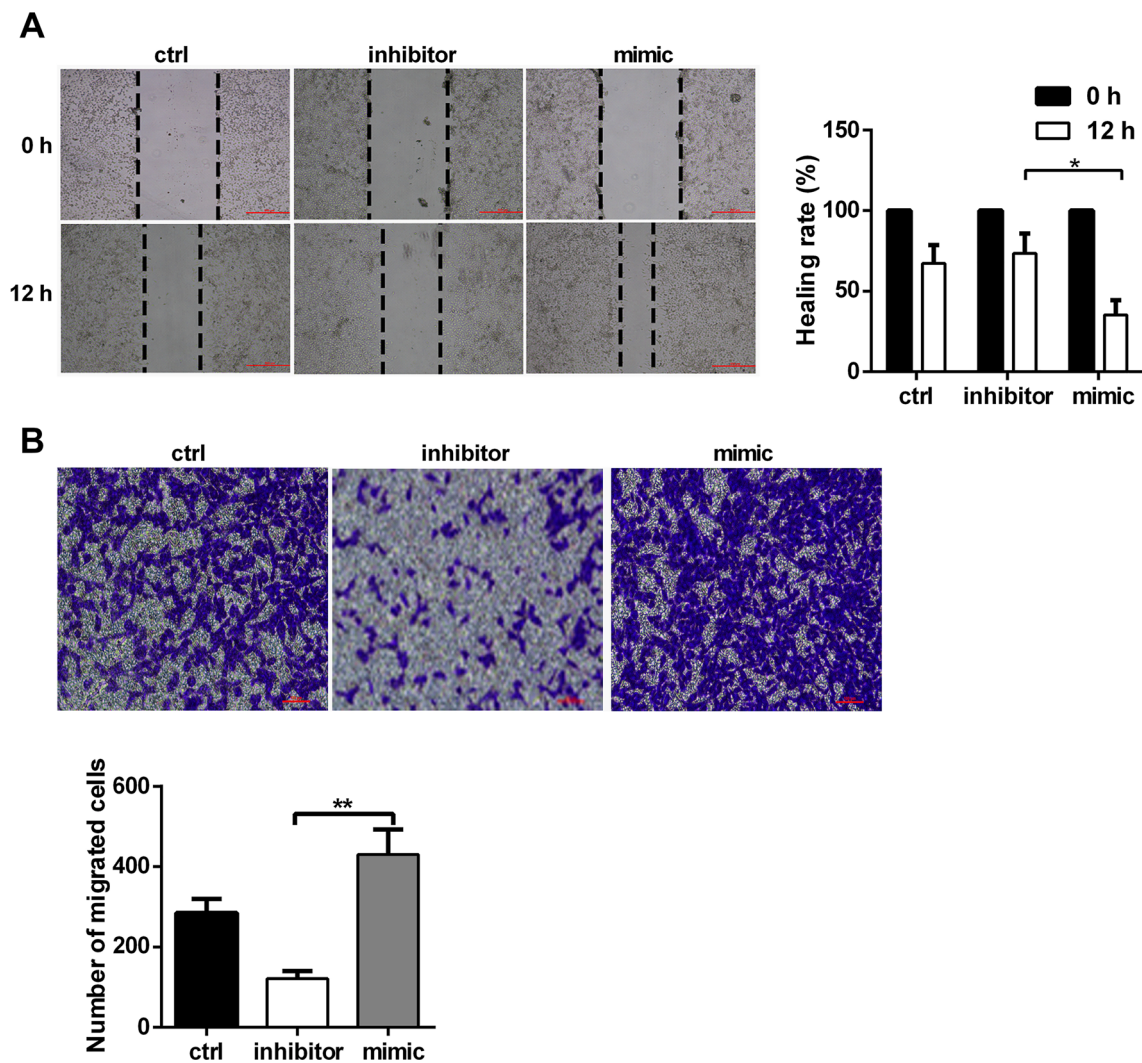 A
ctrl inhibitor mimic
0 h
12 h
0 h
12 h
Healing rate (%)
150
100
50
0
*
ctrl inhibitor mimic
B
ctrl inhibitor mimic
Number of migrated cells
600
400
200
0
**
ctrl inhibitor mimic